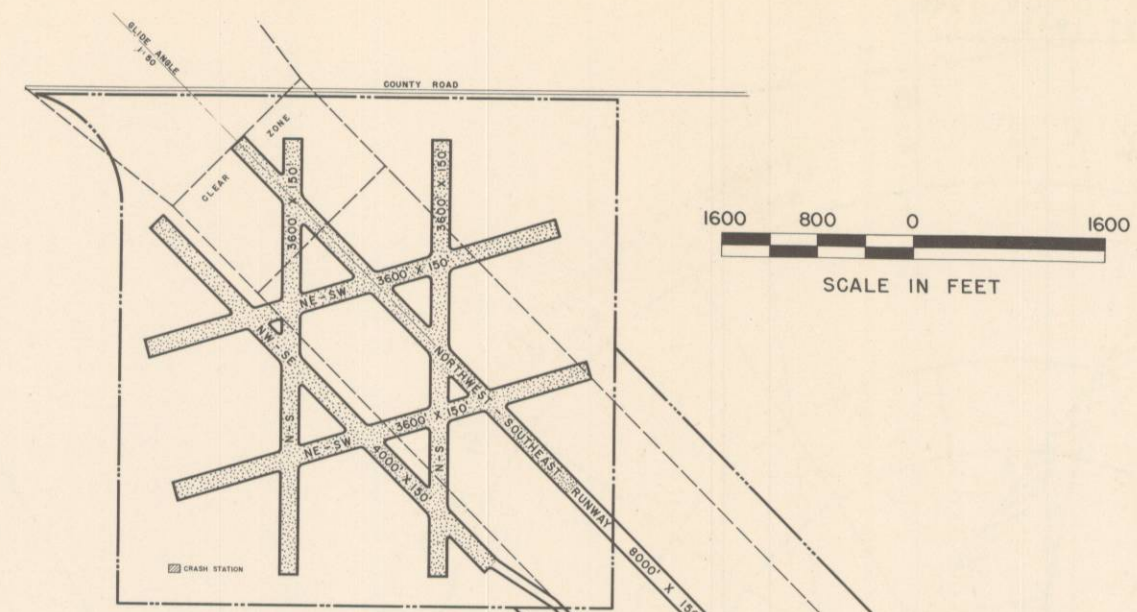 GLIDE ANGLE
1:50
COUNTY ROAD
CLEAR ZONE
3600' X 150'
3600' X 150'
1600 800 0 1600
SCALE IN FEET
NE-SW 3600' X 150'
NW-SE
NORTHWEST SOUTHEAST RUNWAY 8000' X 150'
N-S
NE-SW 3600' X 150'
4000' X 150'
N-S
CRASH STATION